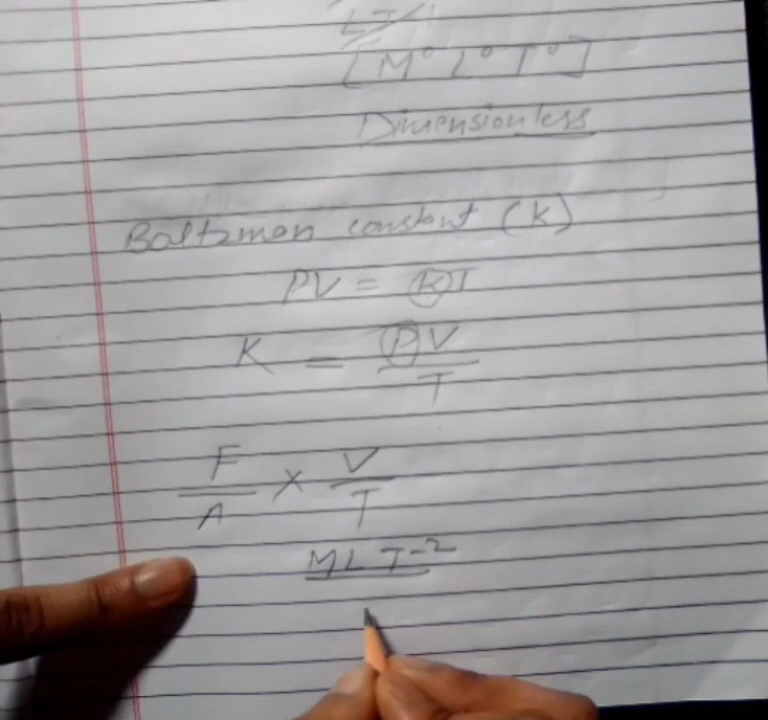 [M° L° T°]
Dimensionless
Boltzman constant (K)
PV = KT
K = PV/T
F/A × V/T
MLT-2